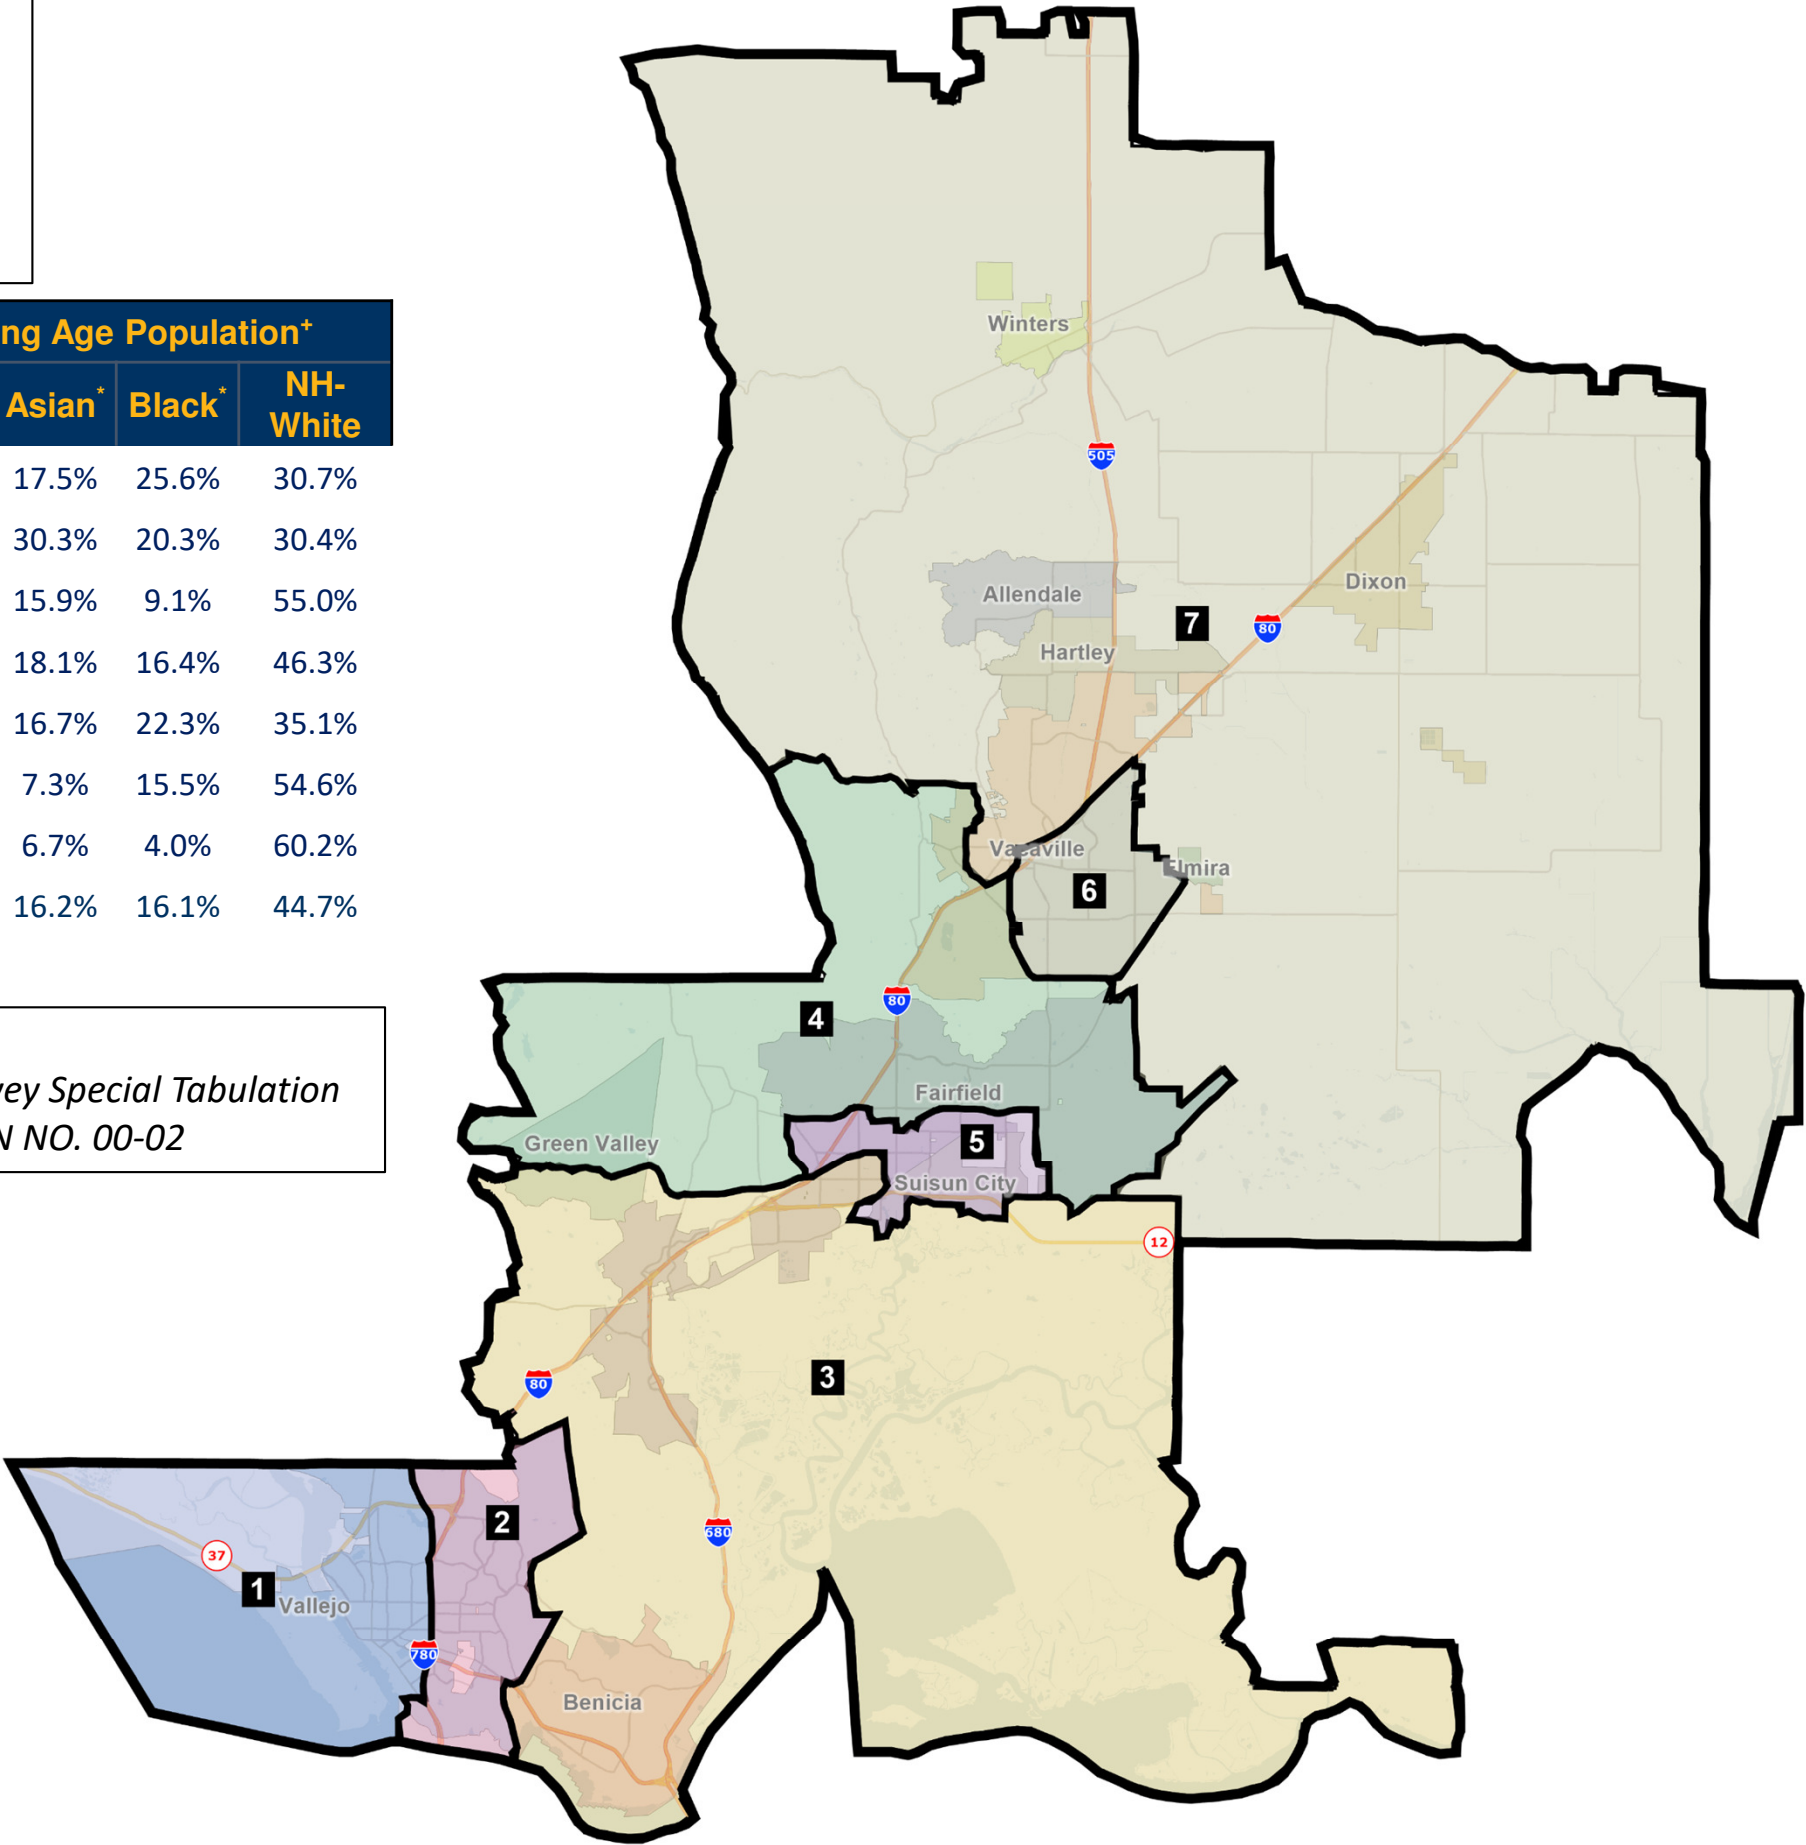 ng Age Population+
Asian* Black* NH-
White
17.5% 25.6% 30.7%
30.3% 20.3% 30.4%
15.9% 9.1% 55.0%
18.1% 16.4% 46.3%
16.7% 22.3% 35.1%
7.3% 15.5% 54.6%
6.7% 4.0% 60.2%
16.2% 16.1% 44.7%
vey Special Tabulation
N NO. 00-02
Winters
505
Allendale
Dixon
7
80
Hartley
Vacaville
Elmira
6
80
4
Fairfield
5
Green Valley
Suisun City
12
3
80
2
680
37
1
Vallejo
780
Benicia